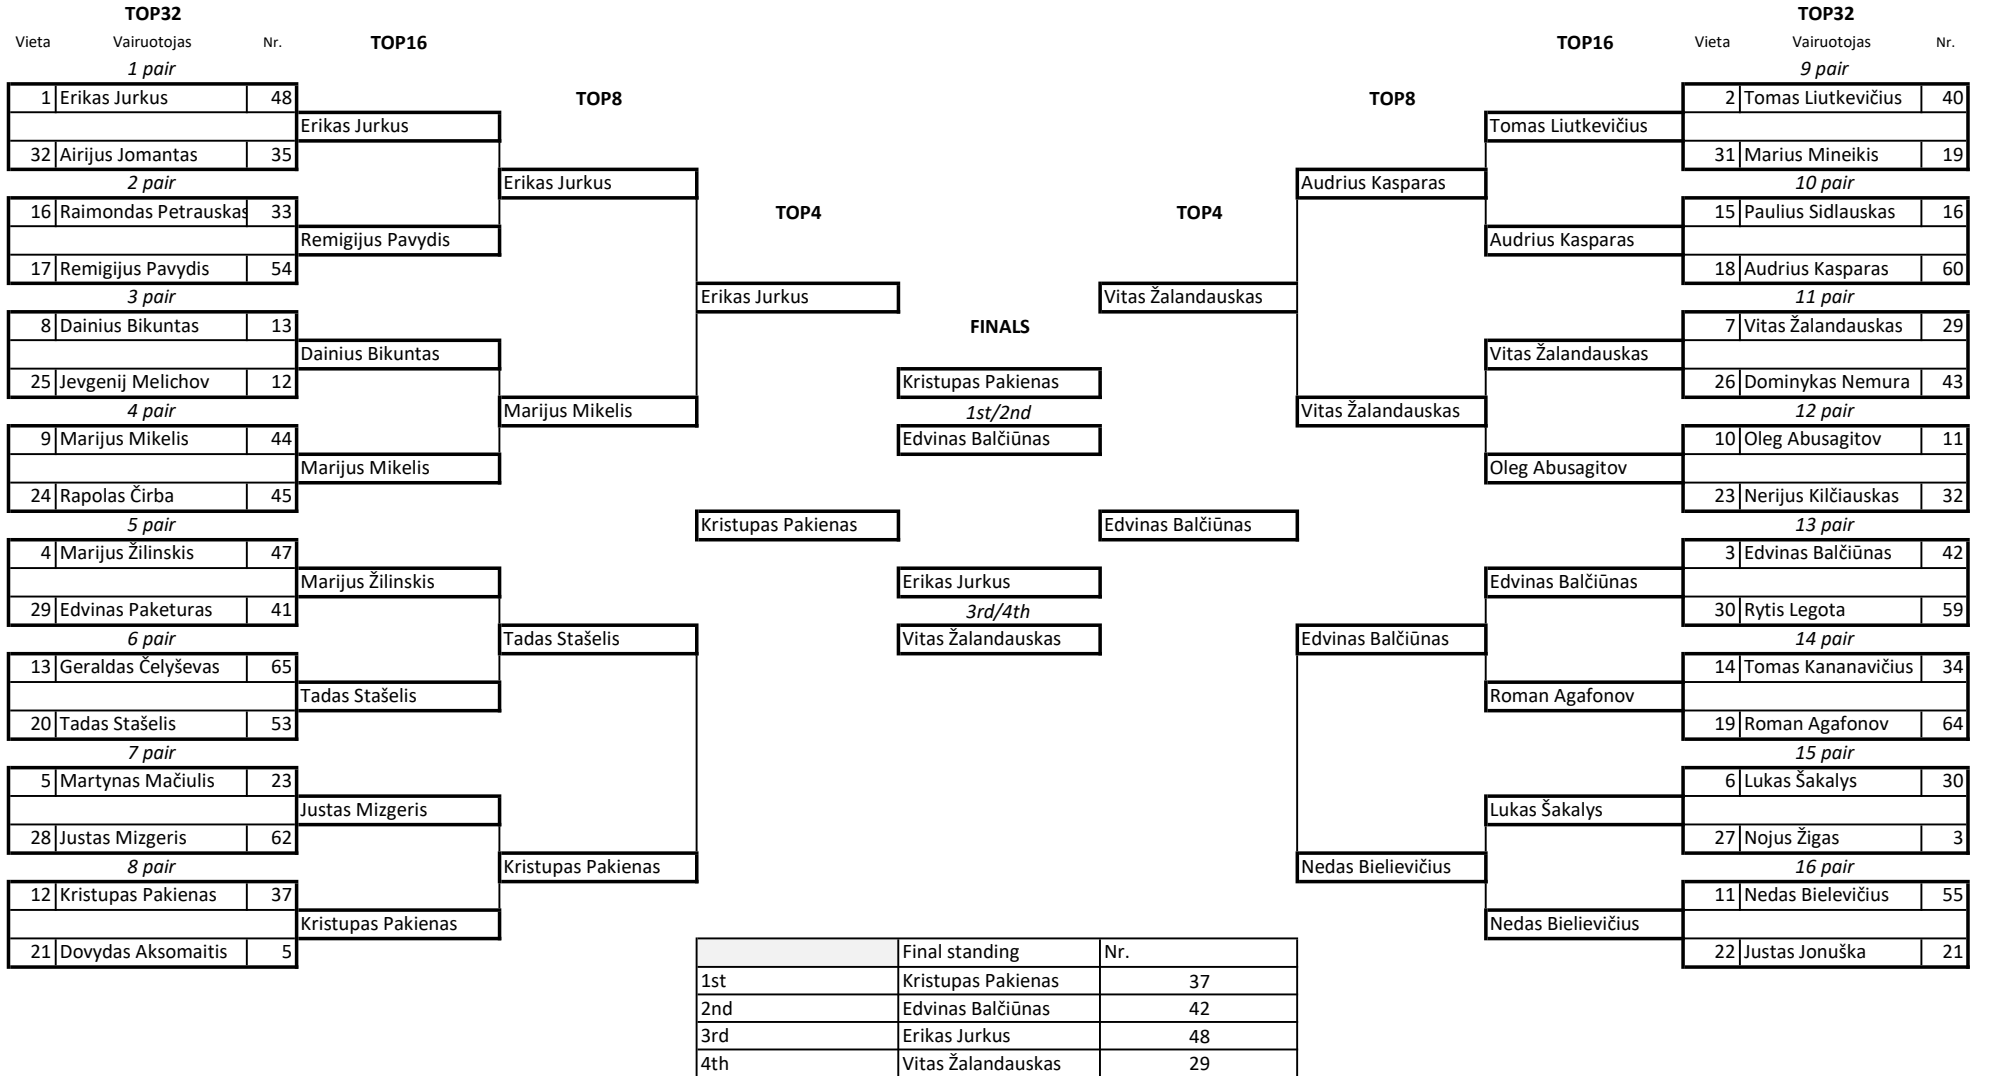 TOP32 TOP32
Vieta Vairuotojas Nr. TOP16 TOP16 Vieta Vairuotojas Nr.
1 pair 9 pair
1 Erikas Jurkus 48 TOP8 TOP8 2 Tomas Liutkevičius 40
Erikas Jurkus Tomas Liutkevičius
32 Airijus Jomantas 35 31 Marius Mineikis 19
2 pair Erikas Jurkus Audrius Kasparas 10 pair
16 Raimondas Petrauskas 33 TOP4 TOP4 15 Paulius Sidlauskas 16
Remigijus Pavydis Audrius Kasparas
17 Remigijus Pavydis 54 18 Audrius Kasparas 60
3 pair Erikas Jurkus Vitas Žalandauskas 11 pair
8 Dainius Bikuntas 13 FINALS 7 Vitas Žalandauskas 29
Dainius Bikuntas Vitas Žalandauskas
25 Jevgenij Melichov 12 Kristupas Pakienas 26 Dominykas Nemura 43
4 pair Marijus Mikelis 1st/2nd Vitas Žalandauskas 12 pair
9 Marijus Mikelis 44 Edvinas Balčiūnas 10 Oleg Abusagitov 11
Marijus Mikelis Oleg Abusagitov
24 Rapolas Čirba 45 23 Nerijus Kilčiauskas 32
5 pair Kristupas Pakienas Edvinas Balčiūnas 13 pair
4 Marijus Žilinskis 47 3 Edvinas Balčiūnas 42
Marijus Žilinskis Erikas Jurkus Edvinas Balčiūnas
29 Edvinas Paketuras 41 3rd/4th 30 Rytis Legota 59
6 pair Tadas Stašelis Vitas Žalandauskas Edvinas Balčiūnas 14 pair
13 Geraldas Čelyševas 65 14 Tomas Kananavičius 34
Tadas Stašelis Roman Agafonov
20 Tadas Stašelis 53 19 Roman Agafonov 64
7 pair 15 pair
5 Martynas Mačiulis 23 6 Lukas Šakalys 30
Justas Mizgeris Lukas Šakalys
28 Justas Mizgeris 62 27 Nojus Žigas 3
8 pair Kristupas Pakienas Nedas Bielievičius 16 pair
12 Kristupas Pakienas 37 11 Nedas Bielevičius 55
Kristupas Pakienas Nedas Bielievičius
21 Dovydas Aksomaitis 5 Final standing Nr. 22 Justas Jonuška 21
1st Kristupas Pakienas 37
2nd Edvinas Balčiūnas 42
3rd Erikas Jurkus 48
4th Vitas Žalandauskas 29